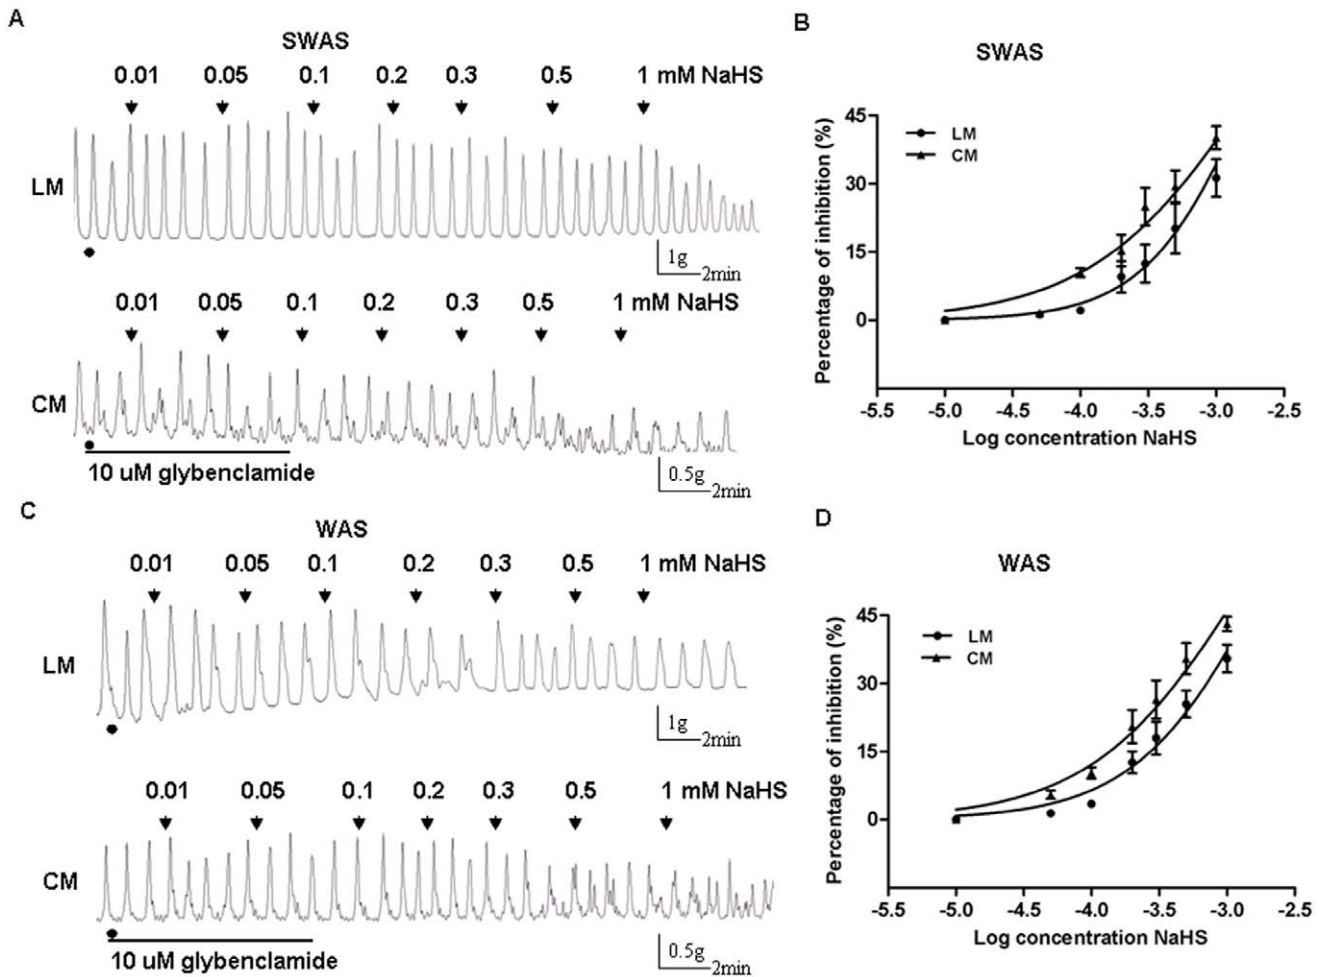 A
SWAS
0.01 0.05 0.1 0.2 0.3 0.5 1 mM NaHS
LM
1g
2min
0.01 0.05 0.1 0.2 0.3 0.5 1 mM NaHS
CM
10 uM glybenclamide
0.5g
2min
B
SWAS
LM
CM
Percentage of inhibition (%)
45
30
15
0
-5.5 -5.0 -4.5 -4.0 -3.5 -3.0 -2.5
Log concentration NaHS
C
WAS
0.01 0.05 0.1 0.2 0.3 0.5 1 mM NaHS
LM
1g
2min
0.01 0.05 0.1 0.2 0.3 0.5 1 mM NaHS
CM
10 uM glybenclamide
0.5g
2min
D
WAS
LM
CM
Percentage of inhibition (%)
45
30
15
0
-5.5 -5.0 -4.5 -4.0 -3.5 -3.0 -2.5
Log concentration NaHS